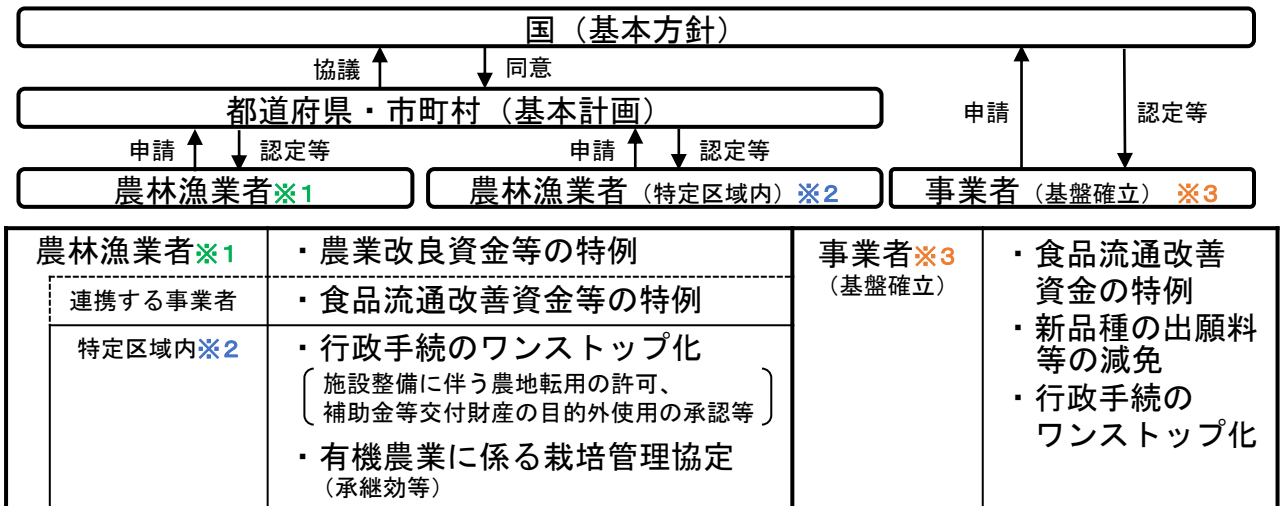 国（基本方針）
協議
同意
都道府県・市町村（基本計画）
申請
認定等
申請
認定等
申請
認定等
農林漁業者※1
農林漁業者（特定区域内）※2
事業者（基盤確立）※3
農林漁業者※1
・農業改良資金等の特例
連携する事業者
・食品流通改善資金等の特例
特定区域内※2
・行政手続のワンストップ化
施設整備に伴う農地転用の許可、
補助金等交付財産の目的外使用の承認等
・有機農業に係る栽培管理協定
（承継効等）
事業者※3
（基盤確立）
・食品流通改善
資金の特例
・新品種の出願料
等の減免
・行政手続の
ワンストップ化